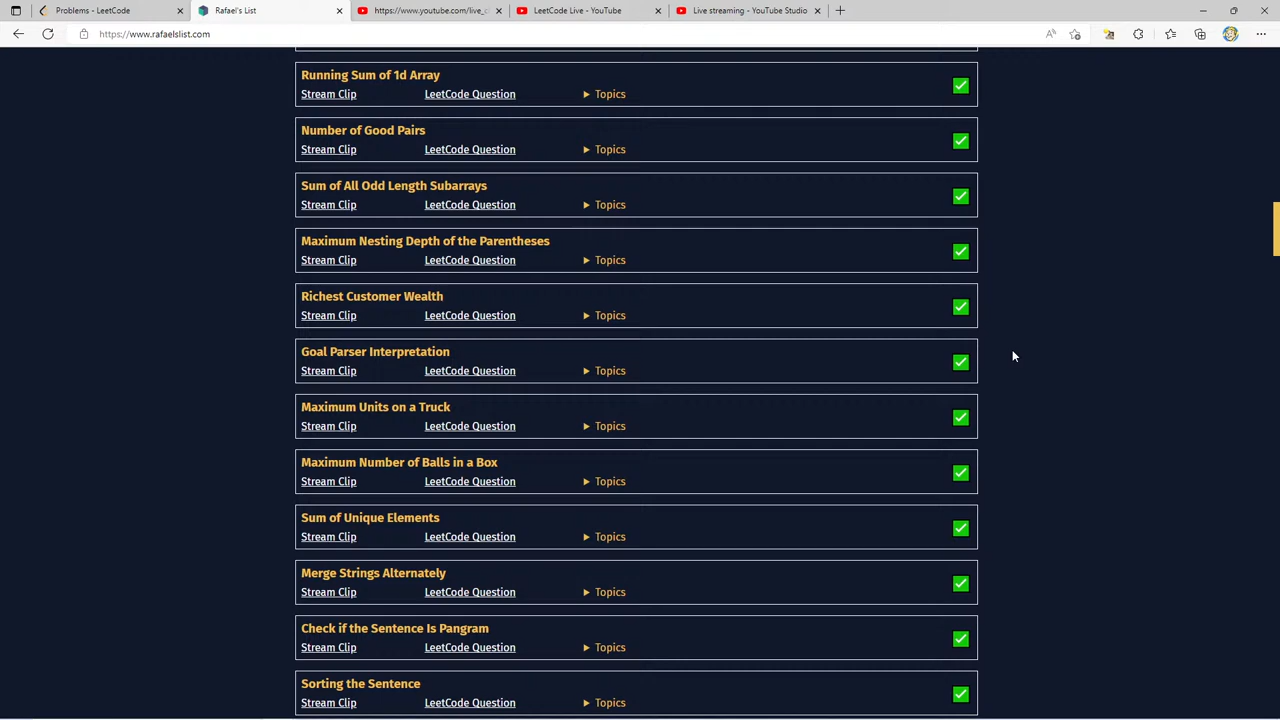 Problems - LeetCode
Rafael's List
https://www.youtube.com/live_c
LeetCode Live - YouTube
Live streaming - YouTube Studio
https://www.rafaelslist.com
Running Sum of 1d Array
Stream Clip LeetCode Question ▶ Topics
Number of Good Pairs
Stream Clip LeetCode Question ▶ Topics
Sum of All Odd Length Subarrays
Stream Clip LeetCode Question ▶ Topics
Maximum Nesting Depth of the Parentheses
Stream Clip LeetCode Question ▶ Topics
Richest Customer Wealth
Stream Clip LeetCode Question ▶ Topics
Goal Parser Interpretation
Stream Clip LeetCode Question ▶ Topics
Maximum Units on a Truck
Stream Clip LeetCode Question ▶ Topics
Maximum Number of Balls in a Box
Stream Clip LeetCode Question ▶ Topics
Sum of Unique Elements
Stream Clip LeetCode Question ▶ Topics
Merge Strings Alternately
Stream Clip LeetCode Question ▶ Topics
Check if the Sentence Is Pangram
Stream Clip LeetCode Question ▶ Topics
Sorting the Sentence
Stream Clip LeetCode Question ▶ Topics